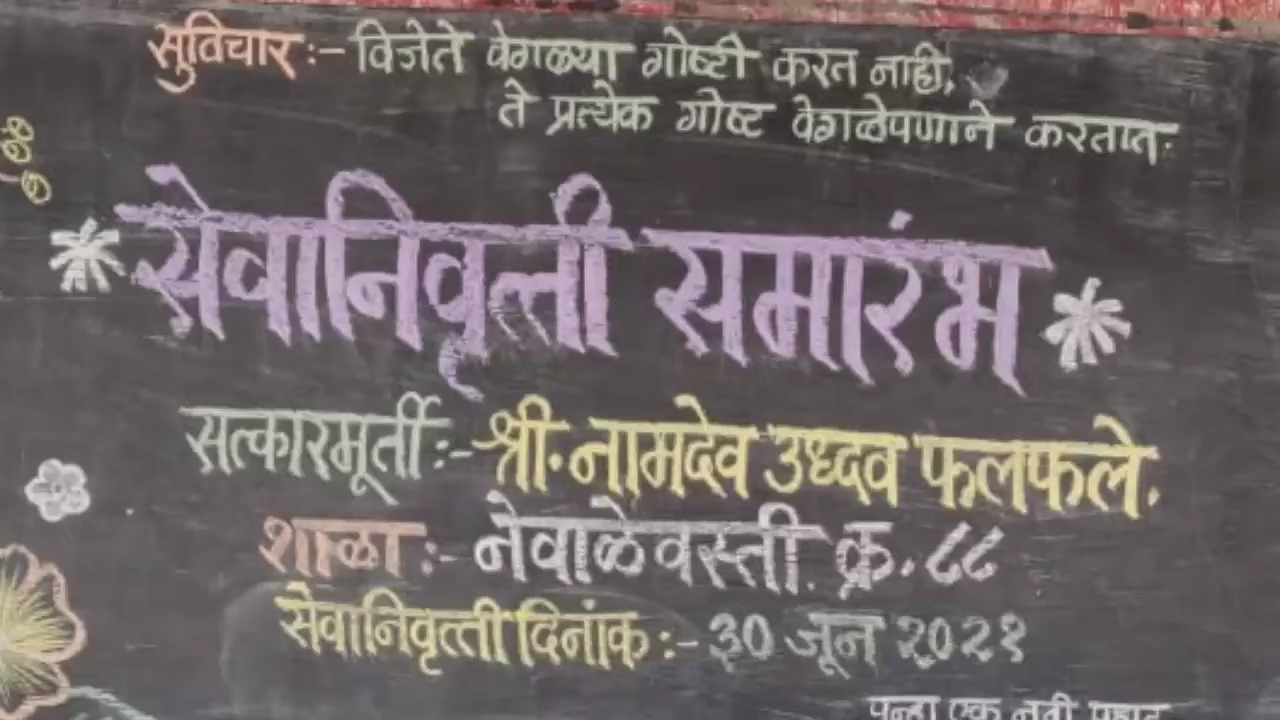 सुविचार :- विजेते वेगळ्या गोष्टी करत नाही,
ते प्रत्येक गोष्ट वेगळेपणाने करतात.
सेवानिवृत्ती समारंभ
सत्कारमूर्ती :- श्री. नामदेव उध्दव फलफले.
शाळा :- नेवाळेवस्ती क्र. ८८
सेवानिवृत्ती दिनांक :- ३० जून २०२१